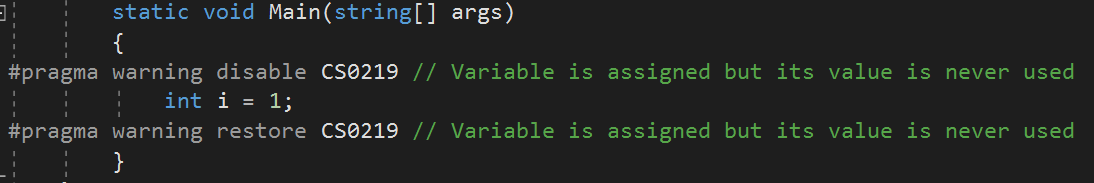 static void Main(string[] args)
{
#pragma warning disable CS0219 // Variable is assigned but its value is never used
int i = 1;
#pragma warning restore CS0219 // Variable is assigned but its value is never used
}